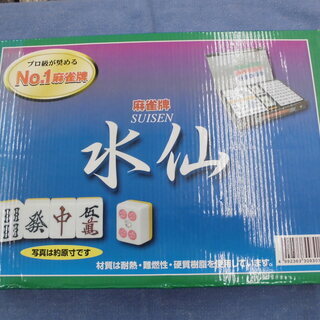 プロ級が奨める
No.1麻雀牌
麻雀牌
SUISEN
水仙
發 中 伍萬
写真は約原寸です
材質は耐熱・難燃性・硬質樹脂を使用しています。